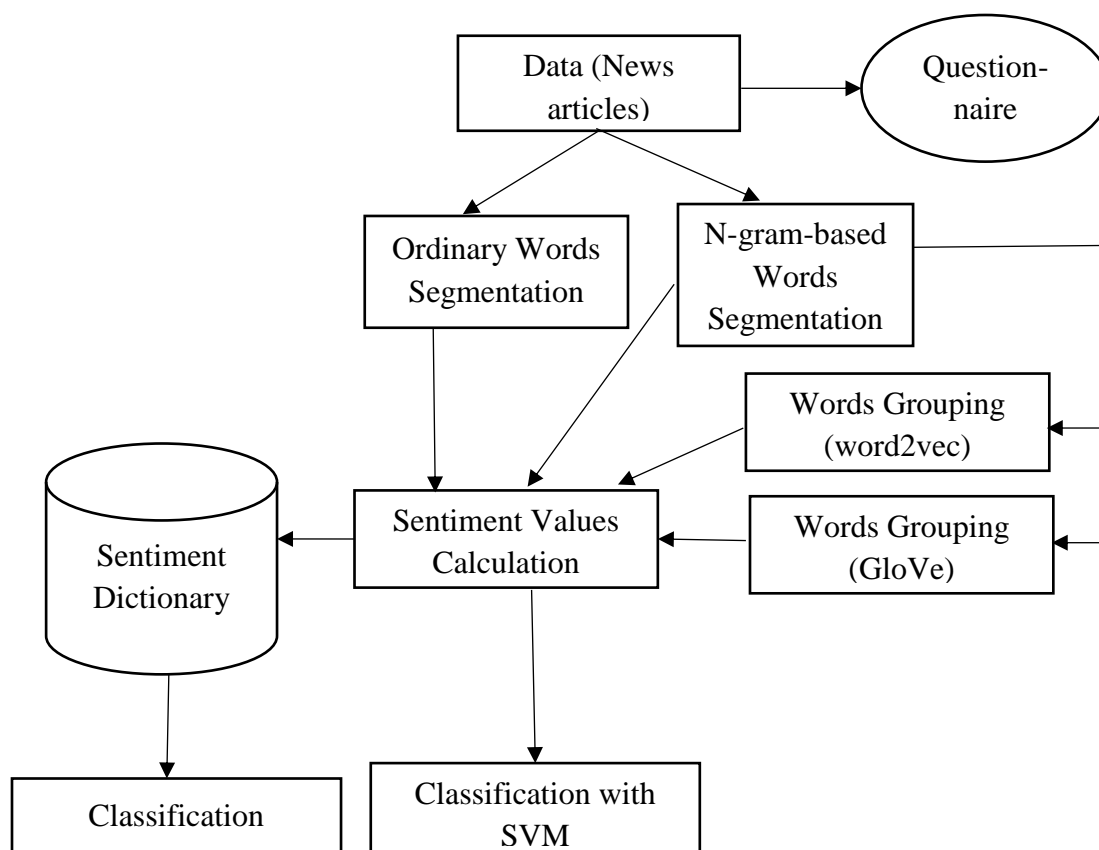 Data (News
articles)
Question-
naire
Ordinary Words
Segmentation
N-gram-based
Words
Segmentation
Words Grouping
(word2vec)
Sentiment Values
Calculation
Words Grouping
(GloVe)
Sentiment
Dictionary
Classification
Classification with
SVM